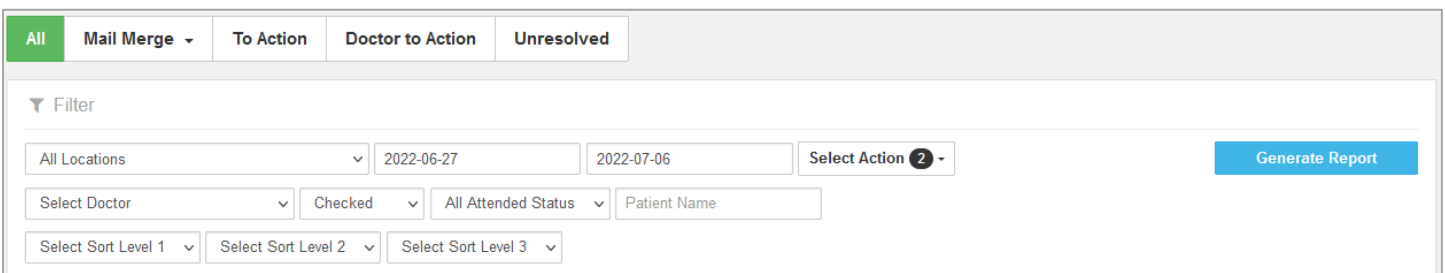 All Mail Merge To Action Doctor to Action Unresolved
Filter
All Locations 2022-06-27 2022-07-06 Select Action 2 Generate Report
Select Doctor Checked All Attended Status Patient Name
Select Sort Level 1 Select Sort Level 2 Select Sort Level 3